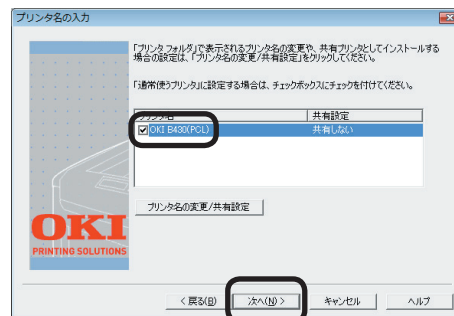 プリンタ名の入力
「プリンタ フォルダ」で表示されるプリンタ名の変更や、共有プリンタとしてインストールする
場合の設定は、「プリンタ名の変更/共有設定」をクリックしてください。
「通常使うプリンタ」に設定する場合は、チェックボックスにチェックを付けてください。
プリンタ名 共有設定
OKI B430(PCL) 共有しない
プリンタ名の変更/共有設定
OKI
PRINTING SOLUTIONS
< 戻る(B) 次へ(N) > キャンセル ヘルプ